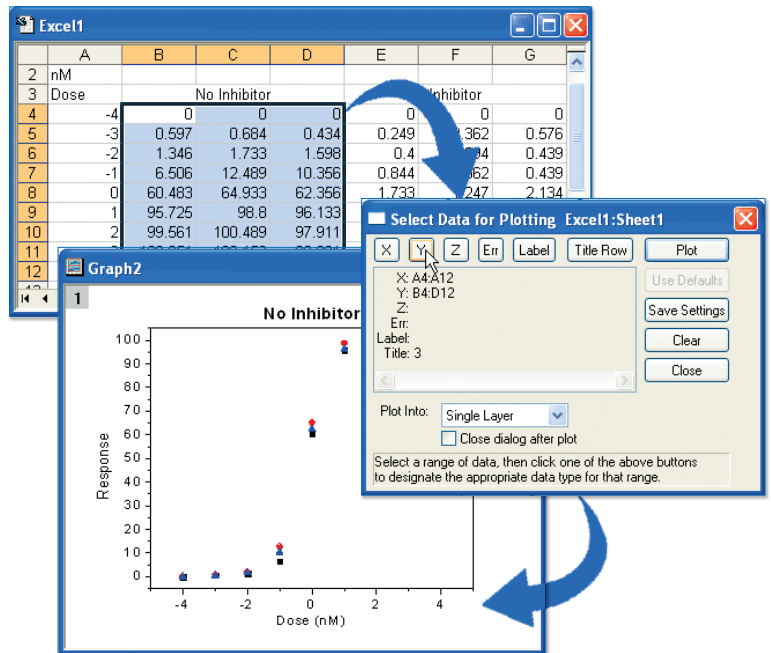 Excel1
A B C D E F G
2 nM
3 Dose No Inhibitor Inhibitor
4 -4 0 0 0 0 0 0
5 -3 0.597 0.684 0.434 0.249 .362 0.576
6 -2 1.346 1.733 1.598 0.4 0.439
7 -1 6.506 12.489 10.356 0.844 0.439
8 0 60.483 64.933 62.356 1.733 .247 2.134
9 1 95.725 98.8 96.133
10 2 99.561 100.489 97.911
11
12
Select Data for Plotting Excel1:Sheet1
X Y Z Err Label Title Row Plot
Use Defaults
Save Settings
Clear
Close
X: A4:A12
Y: B4:D12
Z:
Err:
Label:
Title: 3
Plot Into: Single Layer
Close dialog after plot
Select a range of data, then click one of the above buttons
to designate the appropriate data type for that range.
Graph2
1
No Inhibitor
100
90
80
70
60
50
40
30
20
10
0
Response
-4 -2 0 2 4
Dose (nM)